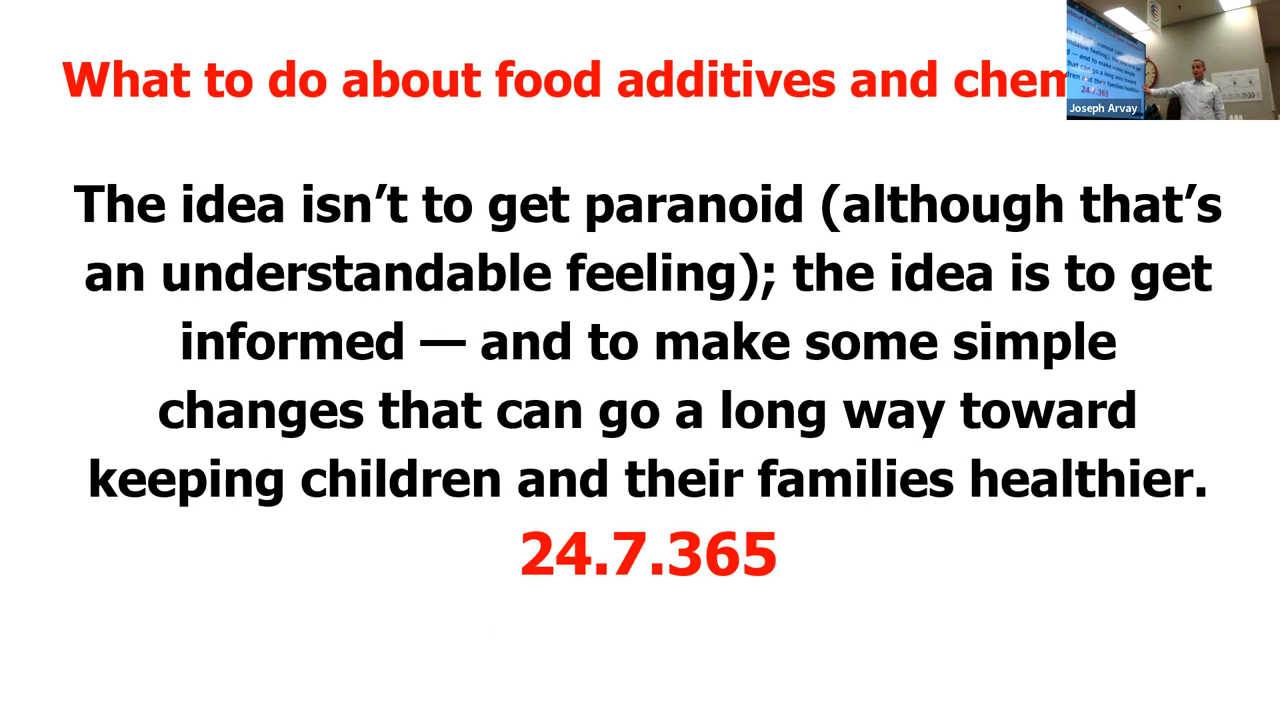 What to do about food additives and chem
Joseph Arvay
The idea isn’t to get paranoid (although that’s
an understandable feeling); the idea is to get
informed — and to make some simple
changes that can go a long way toward
keeping children and their families healthier.
24.7.365